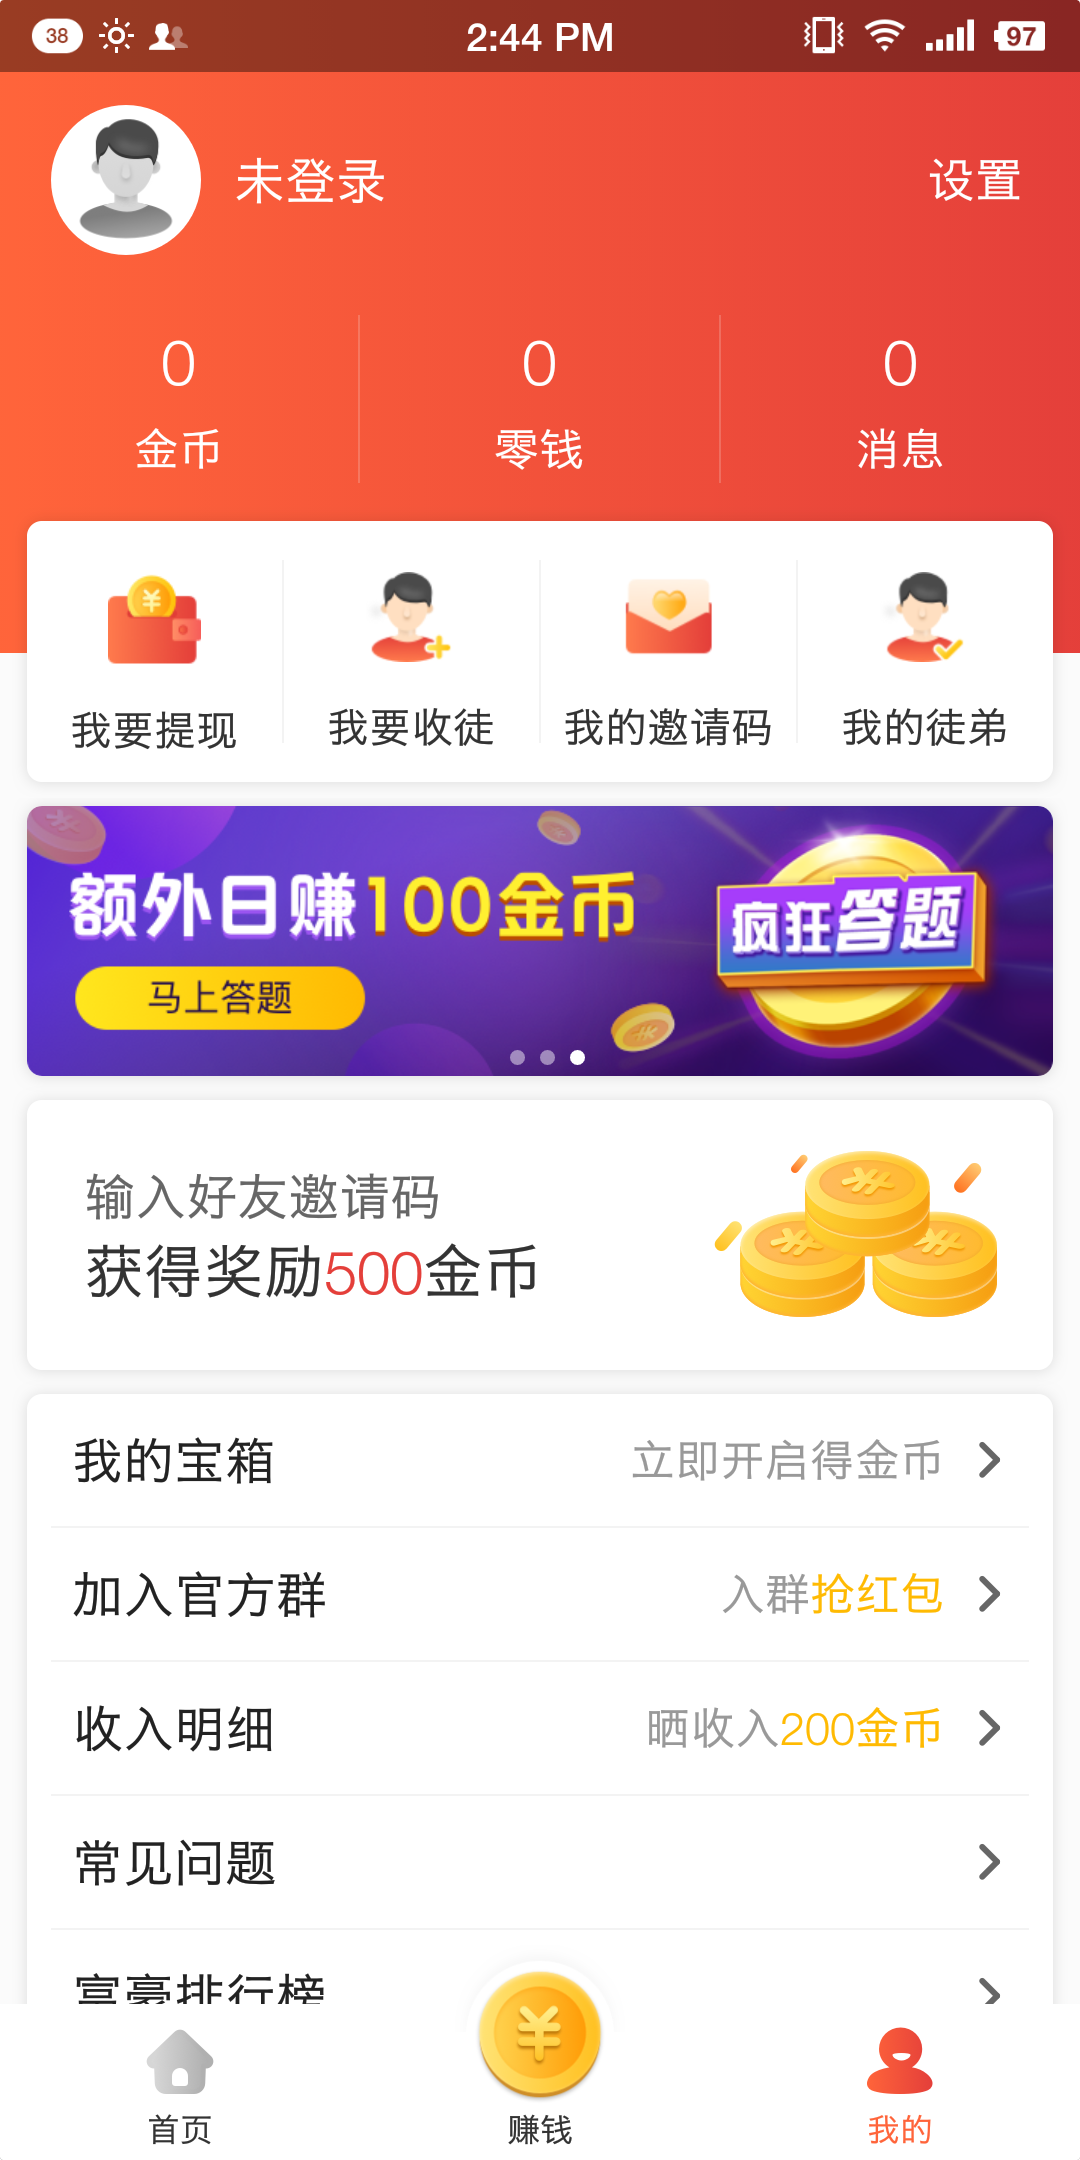 38
2:44 PM
97
未登录
设置
0
0
0
金币
零钱
消息
我要提现
我要收徒
我的邀请码
我的徒弟
额外日赚100金币
疯狂答题
马上答题
输入好友邀请码
获得奖励500金币
我的宝箱
立即开启得金币
加入官方群
入群抢红包
收入明细
晒收入200金币
常见问题
富豪排行榜
首页
赚钱
我的